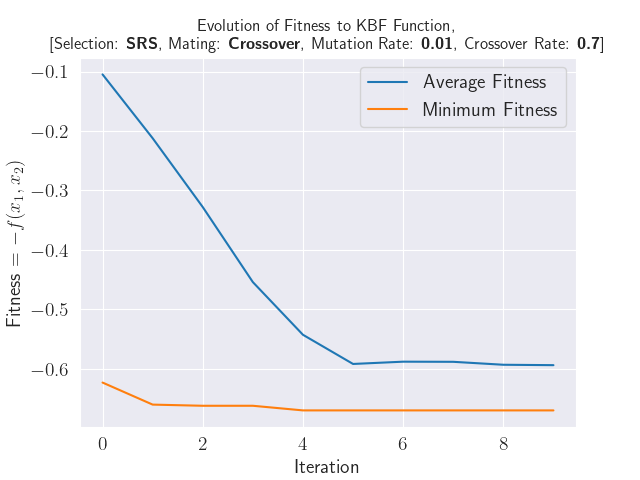 Evolution of Fitness to KBF Function,
[Selection: SRS, Mating: Crossover, Mutation Rate: 0.01, Crossover Rate: 0.7]
Average Fitness
Minimum Fitness
−0.1
−0.2
−0.3
−0.4
−0.5
−0.6
Fitness = −f(x₁, x₂)
0 2 4 6 8
Iteration